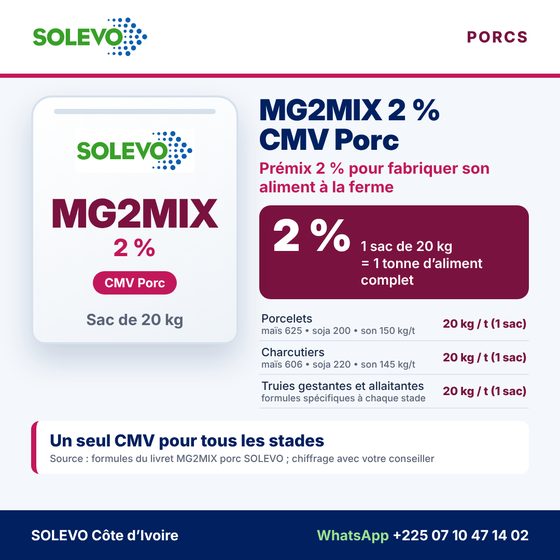 SOLEVO
PORCS
SOLEVO
MG2MIX
2 %
CMV Porc
Sac de 20 kg
MG2MIX 2 %
CMV Porc
Prémix 2 % pour fabriquer son
aliment à la ferme
2 %
1 sac de 20 kg
= 1 tonne d’aliment
complet
Porcelets
maïs 625 • soja 200 • son 150 kg/t
20 kg / t (1 sac)
Charcutiers
maïs 606 • soja 220 • son 145 kg/t
20 kg / t (1 sac)
Truies gestantes et allaitantes
formules spécifiques à chaque stade
20 kg / t (1 sac)
Un seul CMV pour tous les stades
Source : formules du livret MG2MIX porc SOLEVO ; chiffrage avec votre conseiller
SOLEVO Côte d’Ivoire
WhatsApp +225 07 10 47 14 02